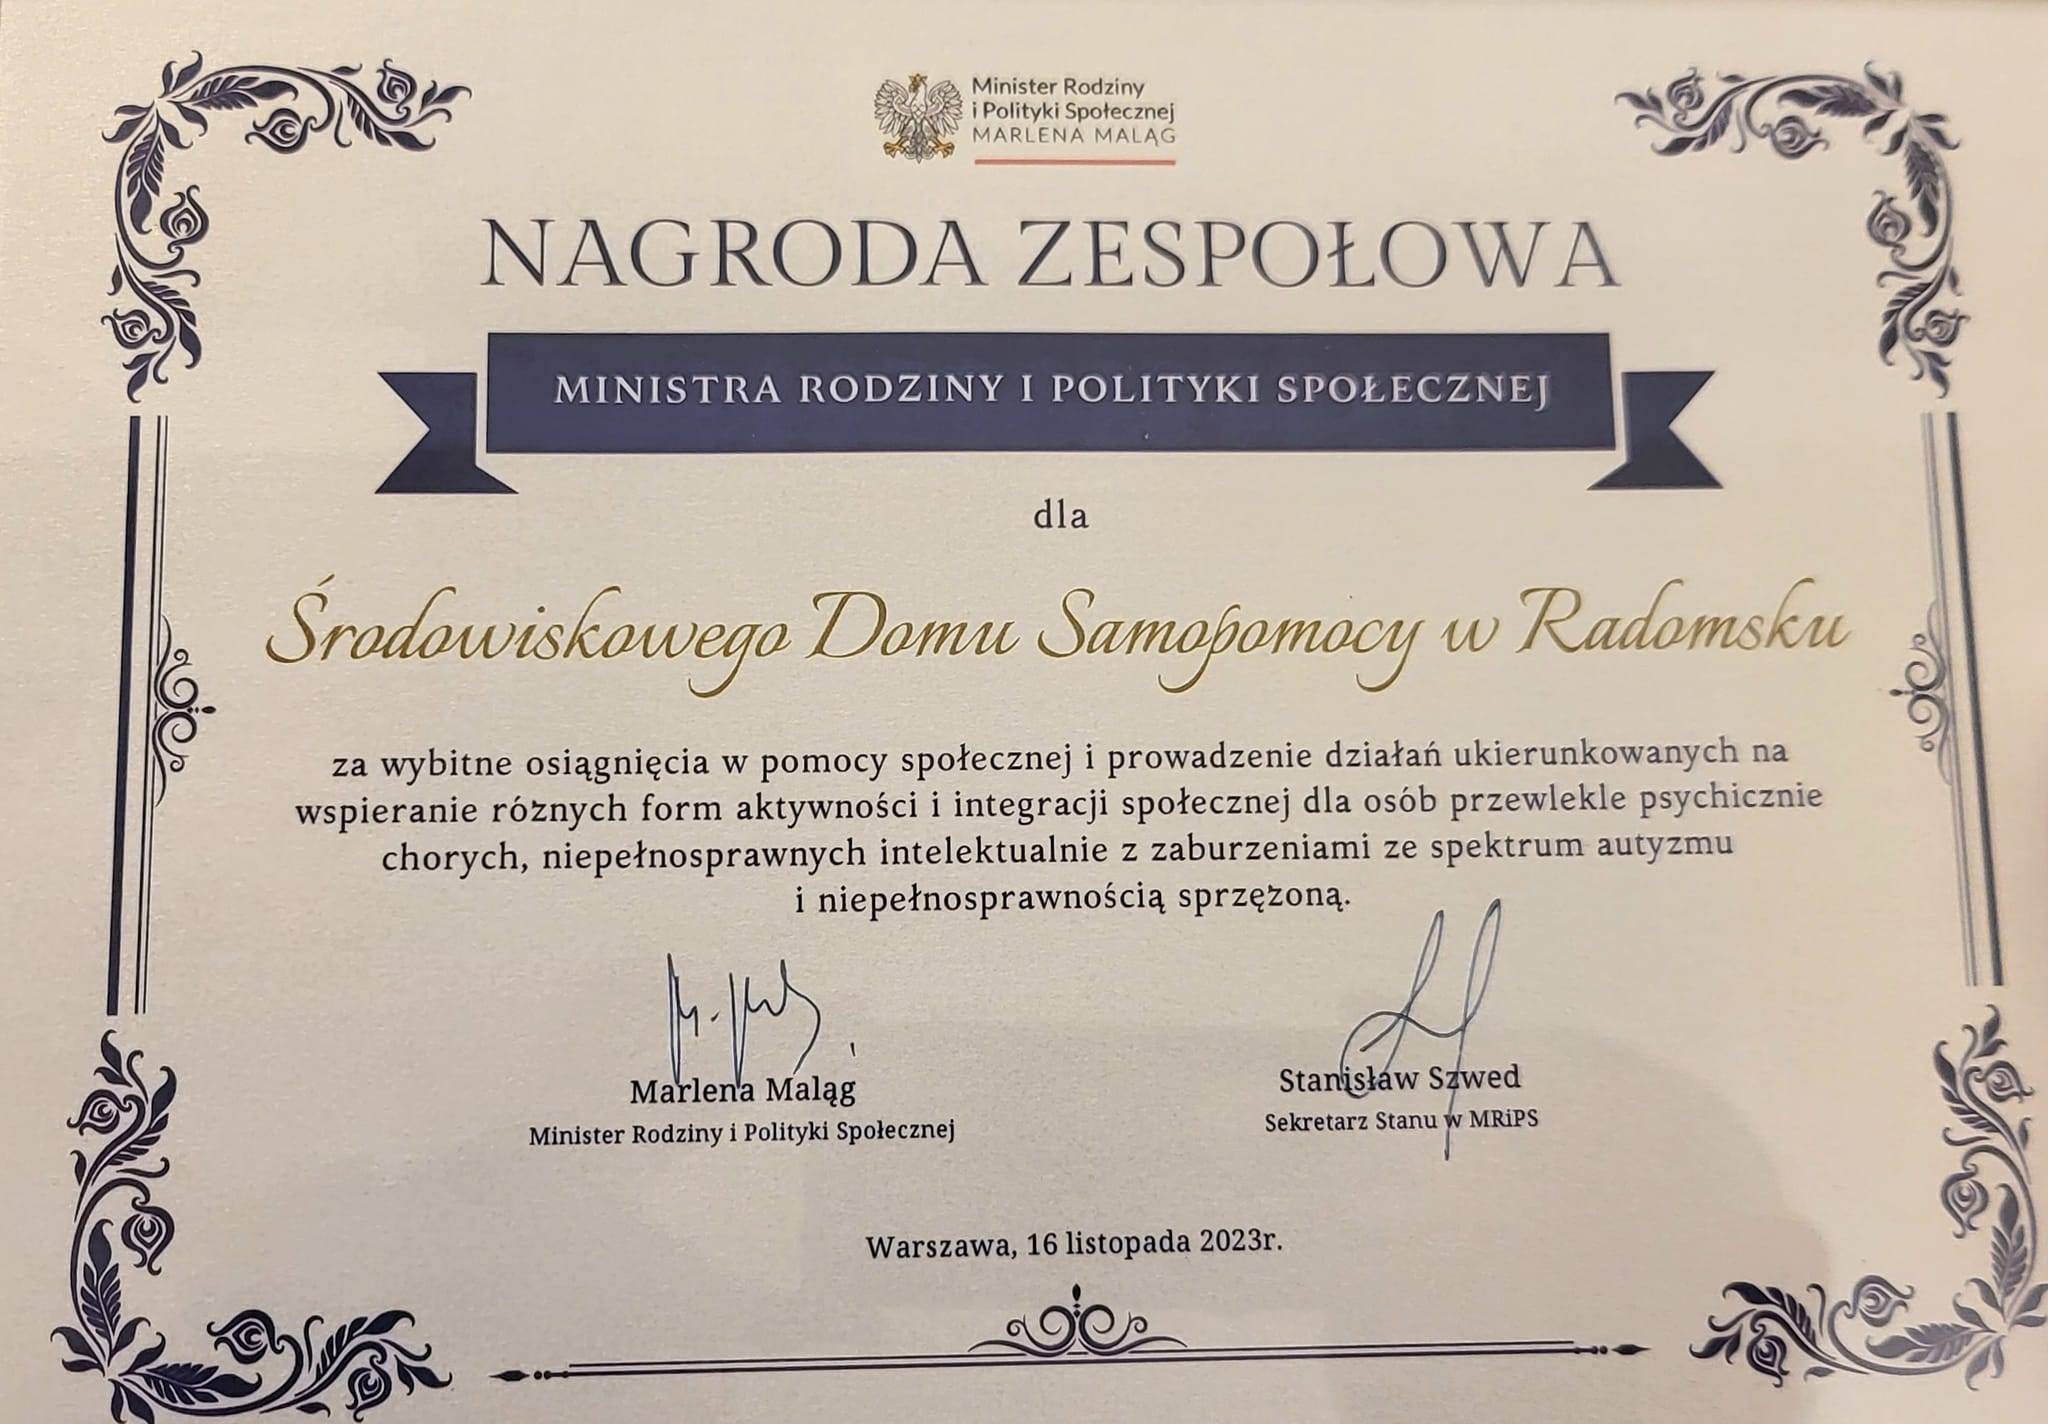 Minister Rodziny
i Polityki Społecznej
MARLENA MALĄG
NAGRODA ZESPOŁOWA
MINISTRA RODZINY I POLITYKI SPOŁECZNEJ
dla
Środowiskowego Domu Samopomocy w Radomsku
za wybitne osiągnięcia w pomocy społecznej i prowadzenie działań ukierunkowanych na
wspieranie różnych form aktywności i integracji społecznej dla osób przewlekle psychicznie
chorych, niepełnosprawnych intelektualnie z zaburzeniami ze spektrum autyzmu
i niepełnosprawnością sprzężoną.
Marlena Maląg
Minister Rodziny i Polityki Społecznej
Stanisław Szwed
Sekretarz Stanu w MRiPS
Warszawa, 16 listopada 2023r.